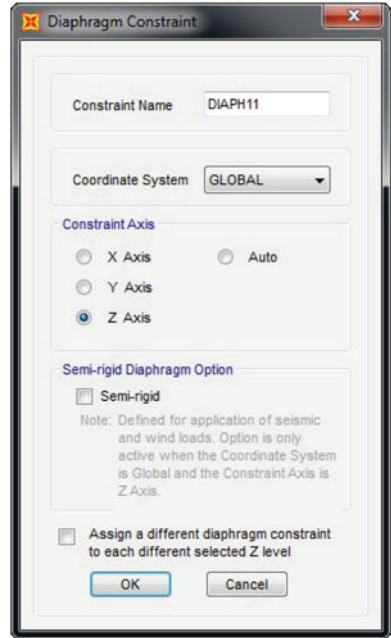 Diaphragm Constraint
Constraint Name DIAPH11
Coordinate System GLOBAL
Constraint Axis
X Axis Auto
Y Axis
Z Axis
Semi-rigid Diaphragm Option
Semi-rigid
Note: Defined for application of seismic
and wind loads. Option is only
active when the Coordinate System
is Global and the Constraint Axis is
Z Axis.
Assign a different diaphragm constraint
to each different selected Z level
OK Cancel